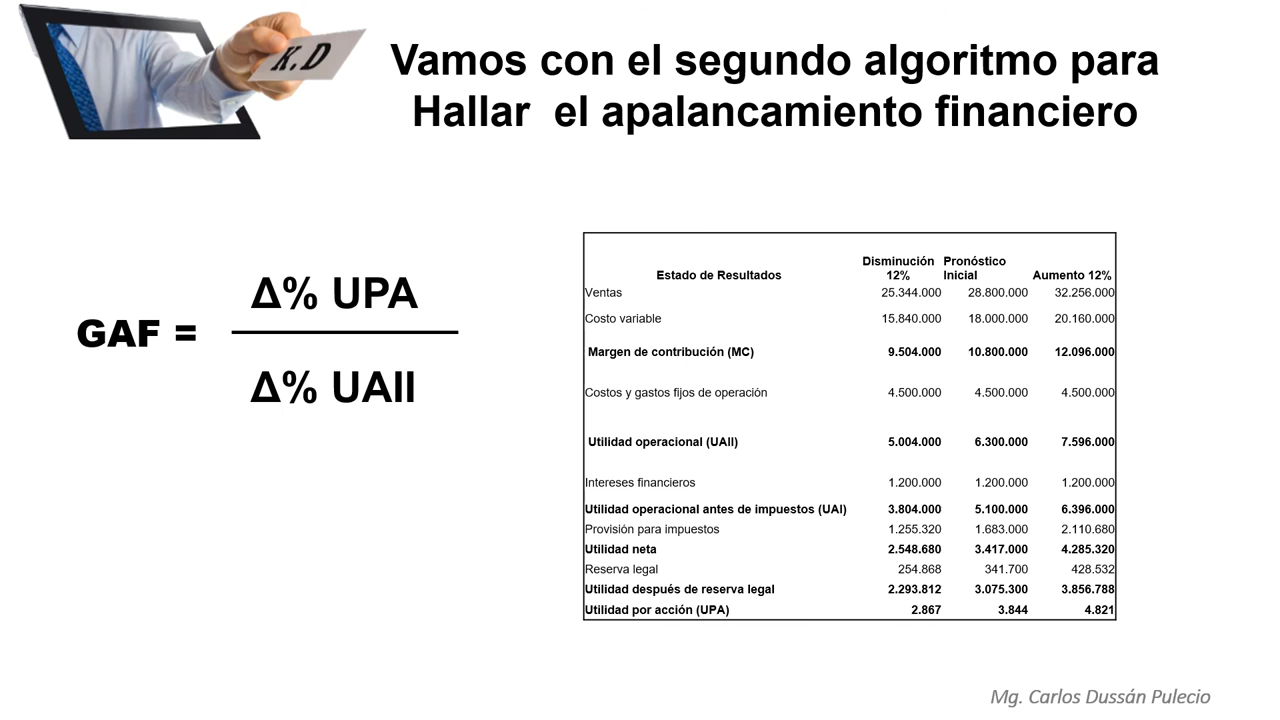 K.D
Vamos con el segundo algoritmo para
Hallar el apalancamiento financiero
GAF =
Δ% UPA
Δ% UAII
Estado de Resultados Disminución 12% Pronóstico Inicial Aumento 12%
Ventas 25.344.000 28.800.000 32.256.000
Costo variable 15.840.000 18.000.000 20.160.000
Margen de contribución (MC) 9.504.000 10.800.000 12.096.000
Costos y gastos fijos de operación 4.500.000 4.500.000 4.500.000
Utilidad operacional (UAII) 5.004.000 6.300.000 7.596.000
Intereses financieros 1.200.000 1.200.000 1.200.000
Utilidad operacional antes de impuestos (UAI) 3.804.000 5.100.000 6.396.000
Provisión para impuestos 1.255.320 1.683.000 2.110.680
Utilidad neta 2.548.680 3.417.000 4.285.320
Reserva legal 254.868 341.700 428.532
Utilidad después de reserva legal 2.293.812 3.075.300 3.856.788
Utilidad por acción (UPA) 2.867 3.844 4.821
Mg. Carlos Dussán Pulecio